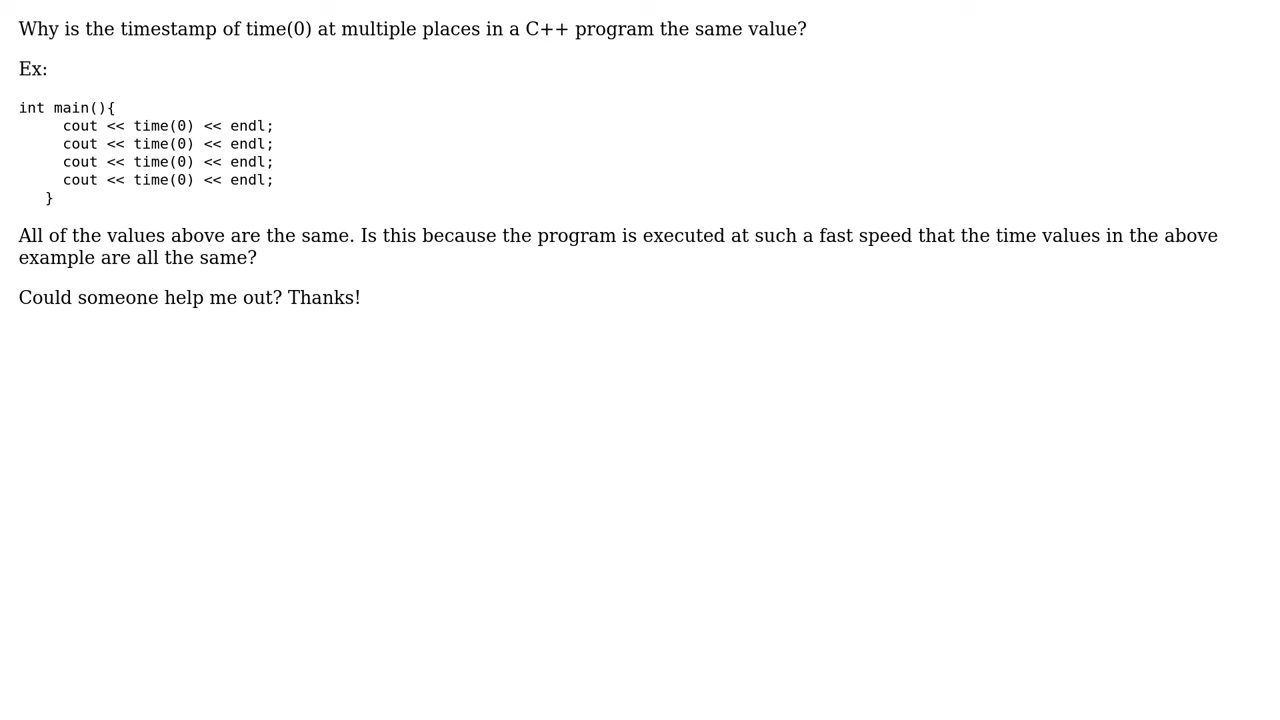 Why is the timestamp of time(0) at multiple places in a C++ program the same value?
Ex:
int main(){
     cout << time(0) << endl;
     cout << time(0) << endl;
     cout << time(0) << endl;
     cout << time(0) << endl;
   }
All of the values above are the same. Is this because the program is executed at such a fast speed that the time values in the above
example are all the same?
Could someone help me out? Thanks!